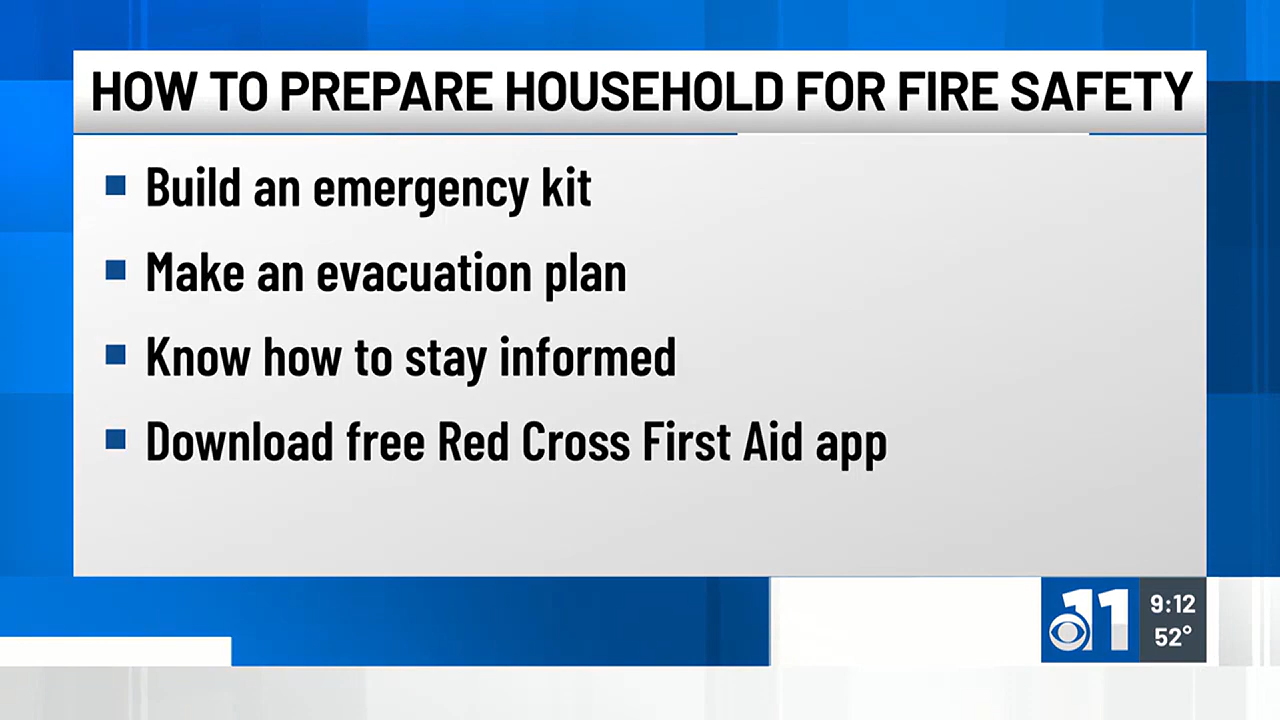 HOW TO PREPARE HOUSEHOLD FOR FIRE SAFETY
Build an emergency kit
Make an evacuation plan
Know how to stay informed
Download free Red Cross First Aid app
11
9:12
52°